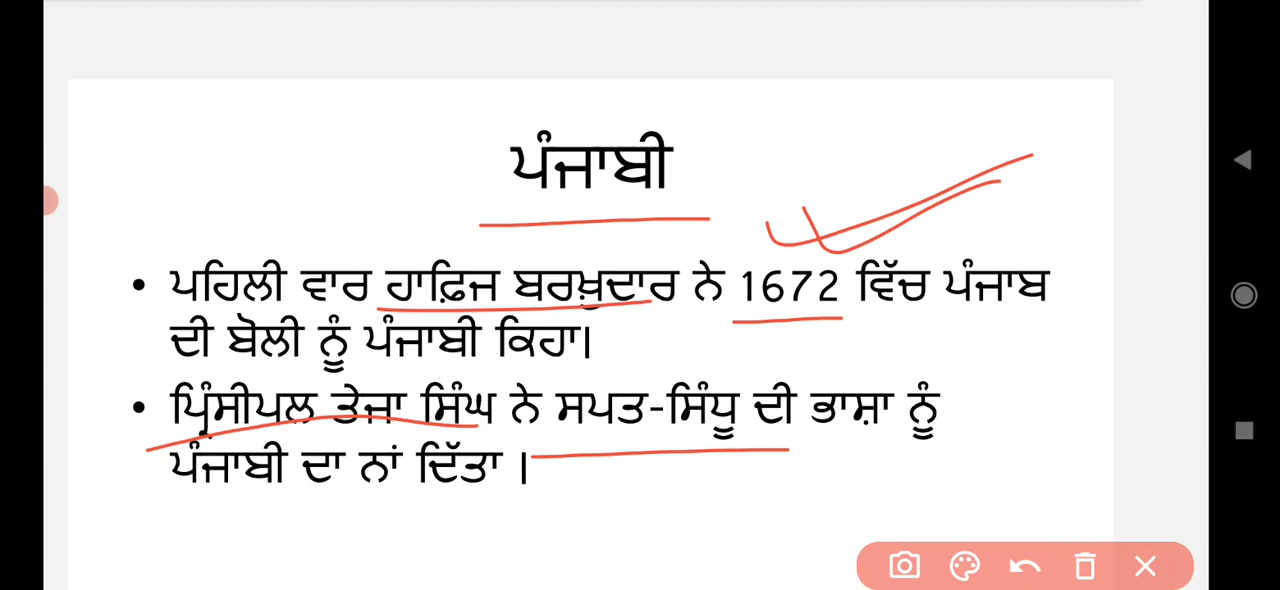 ਪੰਜਾਬੀ
• ਪਹਿਲੀ ਵਾਰ ਹਾਫ਼ਿਜ ਬਰਖ਼ੁਦਾਰ ਨੇ 1672 ਵਿੱਚ ਪੰਜਾਬ
ਦੀ ਬੋਲੀ ਨੂੰ ਪੰਜਾਬੀ ਕਿਹਾ।
• ਪ੍ਰਿੰਸੀਪਲ ਤੇਜਾ ਸਿੰਘ ਨੇ ਸਪਤ-ਸਿੰਧੂ ਦੀ ਭਾਸ਼ਾ ਨੂੰ
ਪੰਜਾਬੀ ਦਾ ਨਾਂ ਦਿੱਤਾ ।